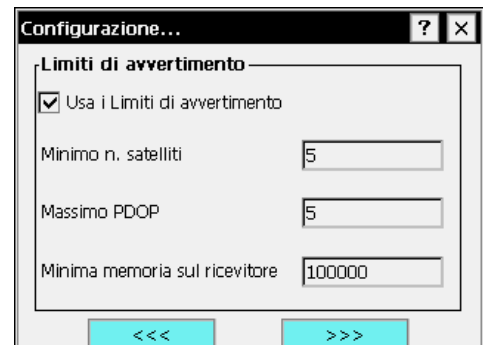 Configurazione... ? ×
Limiti di avvertimento
Usa i Limiti di avvertimento
Minimo n. satelliti 5
Massimo PDOP 5
Minima memoria sul ricevitore 100000
<<< >>>